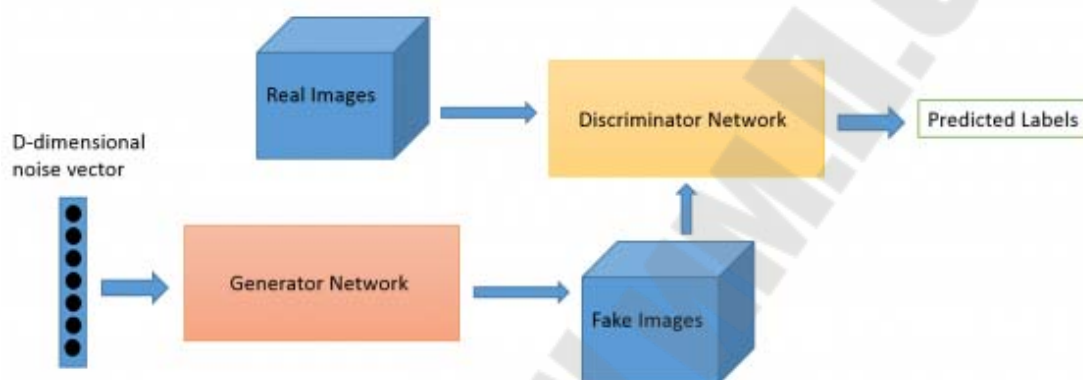 Real Images
Discriminator Network
Predicted Labels
D-dimensional
noise vector
Generator Network
Fake Images